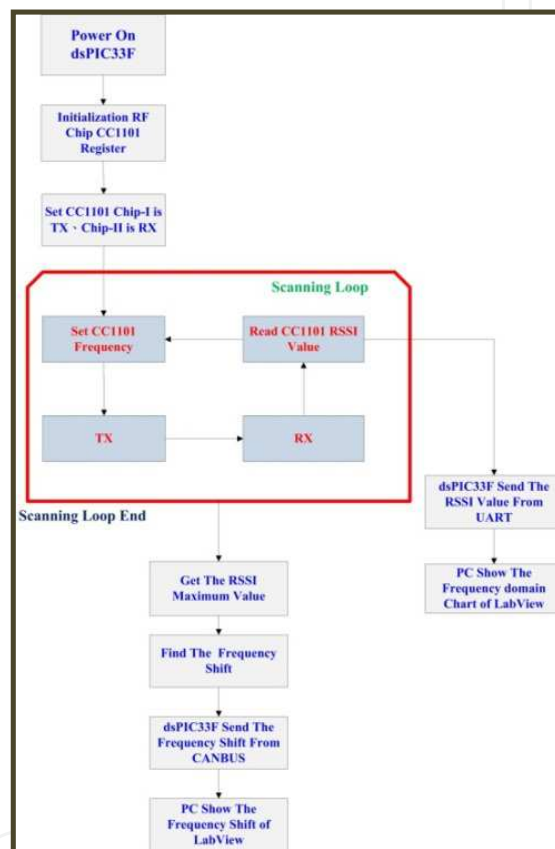 Power On
dsPIC33F
Initialization RF
Chip CC1101
Register
Set CC1101 Chip-I is
TX、Chip-II is RX
Scanning Loop
Set CC1101
Frequency
Read CC1101 RSSI
Value
TX
RX
Scanning Loop End
dsPIC33F Send The
RSSI Value From
UART
PC Show The
Frequency domain
Chart of LabView
Get The RSSI
Maximum Value
Find The Frequency
Shift
dsPIC33F Send The
Frequency Shift From
CANBUS
PC Show The
Frequency Shift of
LabView